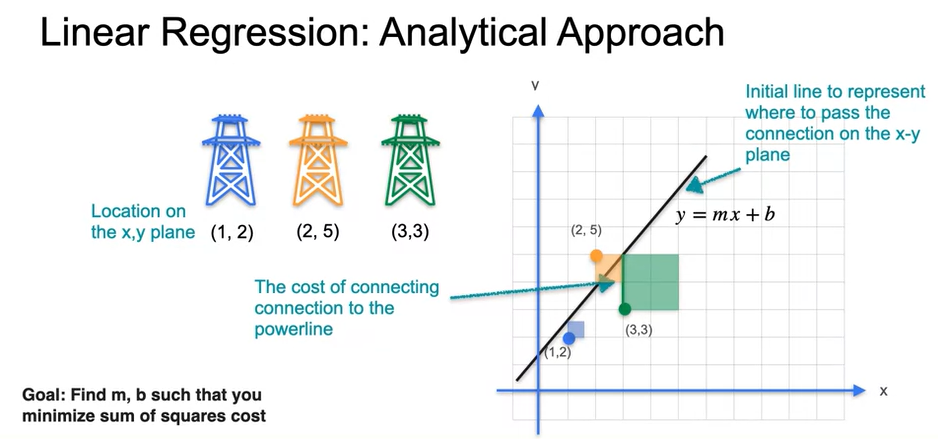 Linear Regression: Analytical Approach
Location on
the x,y plane
(1, 2)
(2, 5)
(3,3)
The cost of connecting
connection to the
powerline
Goal: Find m, b such that you
minimize sum of squares cost
y
Initial line to represent
where to pass the
connection on the x-y
plane
y = mx + b
(2, 5)
(3,3)
(1,2)
x